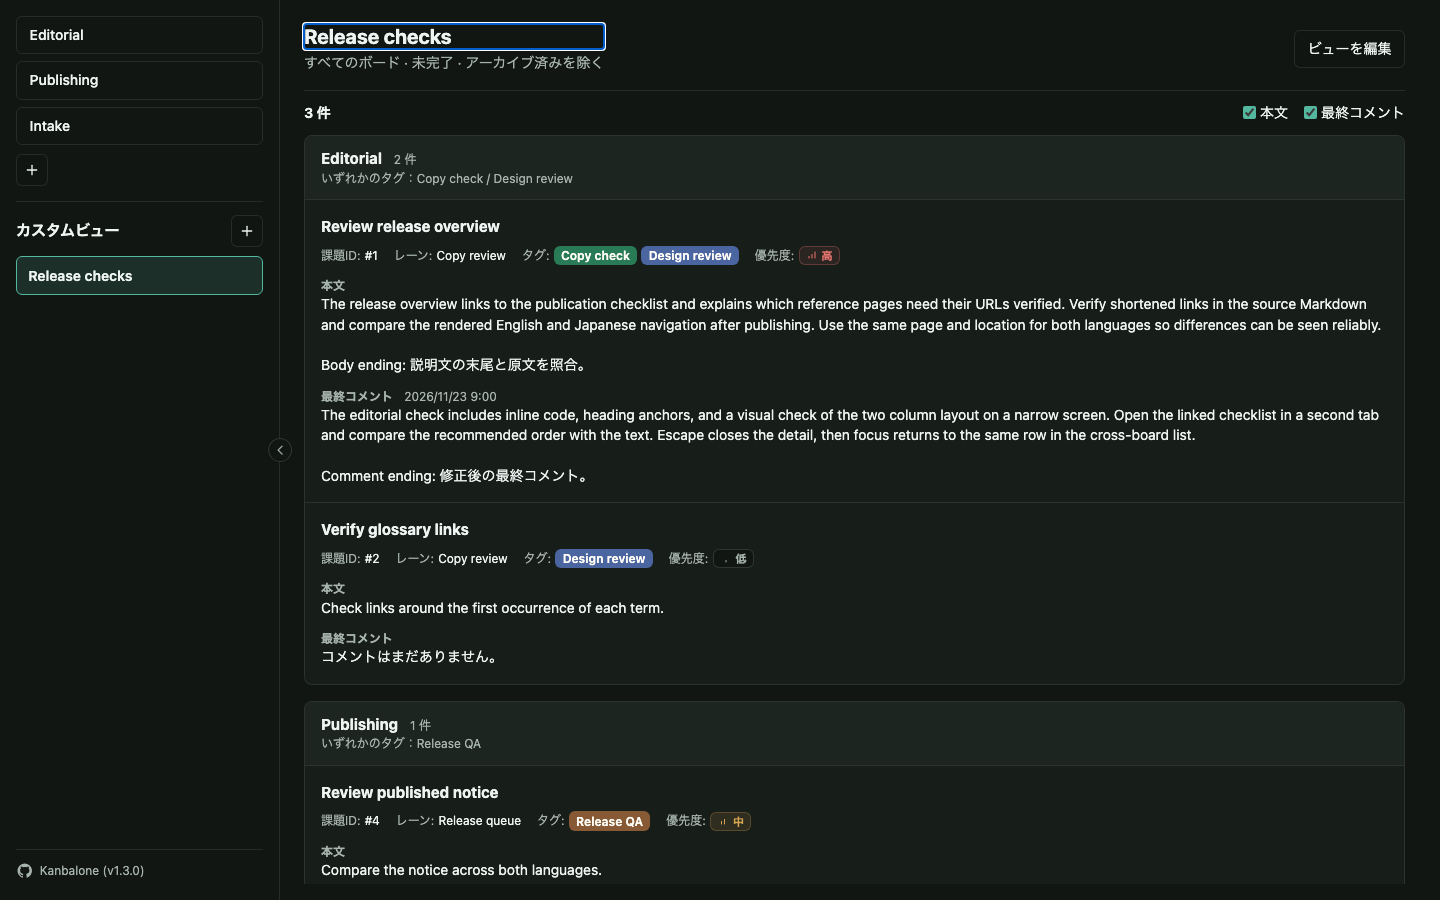 Editorial
Publishing
Intake
カスタムビュー
Release checks
Kanbalone (v1.3.0)
Release checks
すべてのボード · 未完了 · アーカイブ済みを除く
ビューを編集
3 件
本文 最終コメント
Editorial 2 件
いずれかのタグ：Copy check / Design review
Review release overview
課題ID: #1 レーン: Copy review タグ: Copy check Design review 優先度: 高
本文
The release overview links to the publication checklist and explains which reference pages need their URLs verified. Verify shortened links in the source Markdown
and compare the rendered English and Japanese navigation after publishing. Use the same page and location for both languages so differences can be seen reliably.
Body ending: 説明文の末尾と原文を照合。
最終コメント 2026/11/23 9:00
The editorial check includes inline code, heading anchors, and a visual check of the two column layout on a narrow screen. Open the linked checklist in a second tab
and compare the recommended order with the text. Escape closes the detail, then focus returns to the same row in the cross-board list.
Comment ending: 修正後の最終コメント。
Verify glossary links
課題ID: #2 レーン: Copy review タグ: Design review 優先度: 低
本文
Check links around the first occurrence of each term.
最終コメント
コメントはまだありません。
Publishing 1 件
いずれかのタグ：Release QA
Review published notice
課題ID: #4 レーン: Release queue タグ: Release QA 優先度: 中
本文
Compare the notice across both languages.